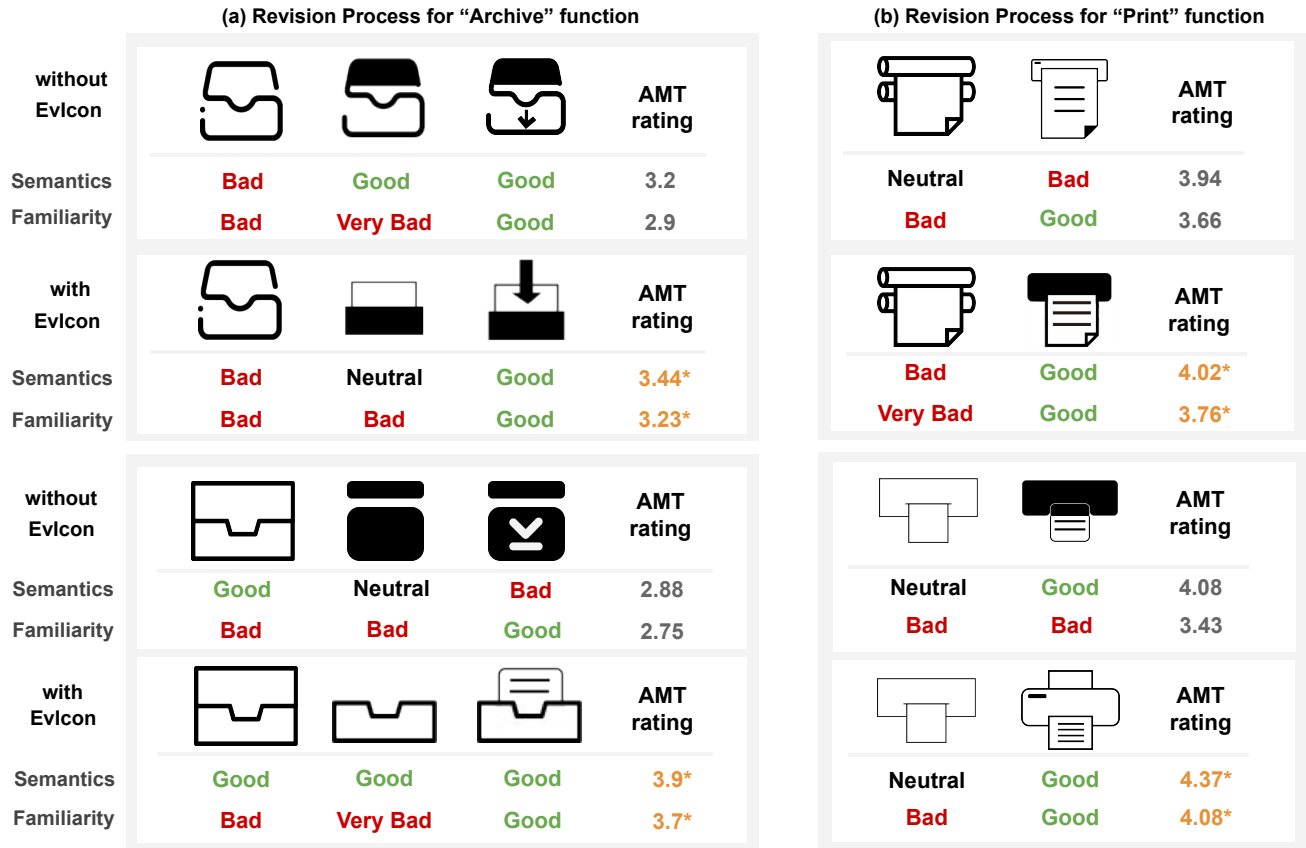 (a) Revision Process for “Archive” function
(b) Revision Process for “Print” function
without
EvIcon
AMT
rating
AMT
rating
Semantics Bad Good Good 3.2 Neutral Bad 3.94
Familiarity Bad Very Bad Good 2.9 Bad Good 3.66
with
EvIcon
AMT
rating
AMT
rating
Semantics Bad Neutral Good 3.44* Bad Good 4.02*
Familiarity Bad Bad Good 3.23* Very Bad Good 3.76*
without
EvIcon
AMT
rating
AMT
rating
Semantics Good Neutral Bad 2.88 Neutral Good 4.08
Familiarity Bad Bad Good 2.75 Bad Bad 3.43
with
EvIcon
AMT
rating
AMT
rating
Semantics Good Good Good 3.9* Neutral Good 4.37*
Familiarity Bad Very Bad Good 3.7* Bad Good 4.08*